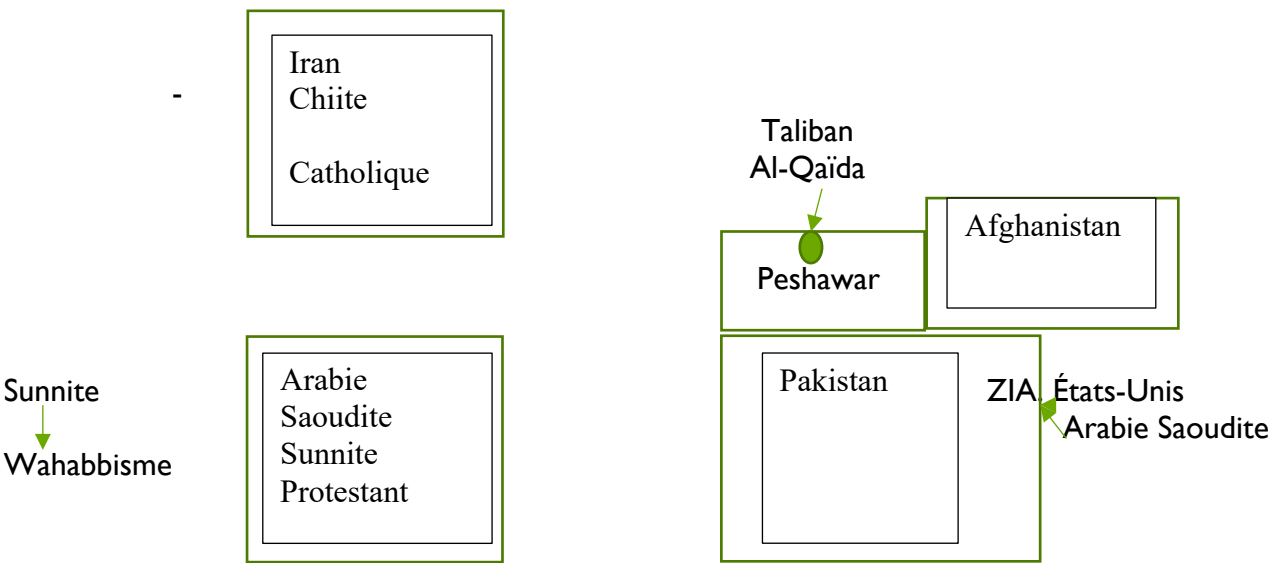 -
Iran
Chiite
Catholique
Taliban
Al-Qaïda
Afghanistan
Peshawar
Sunnite
Wahabbisme
Arabie
Saoudite
Sunnite
Protestant
Pakistan
ZIA. États-Unis
Arabie Saoudite